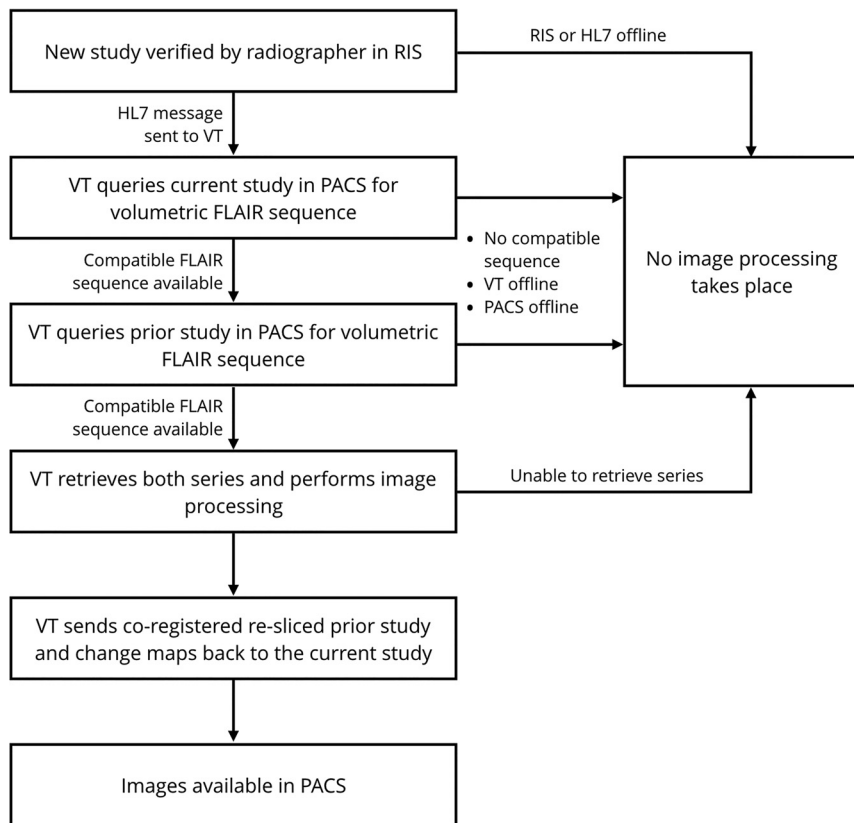 New study verified by radiographer in RIS
RIS or HL7 offline
HL7 message
sent to VT
VT queries current study in PACS for
volumetric FLAIR sequence
• No compatible
sequence
• VT offline
• PACS offline
No image processing
takes place
Compatible FLAIR
sequence available
VT queries prior study in PACS for volumetric
FLAIR sequence
Compatible FLAIR
sequence available
VT retrieves both series and performs image
processing
Unable to retrieve series
VT sends co-registered re-sliced prior study
and change maps back to the current study
Images available in PACS